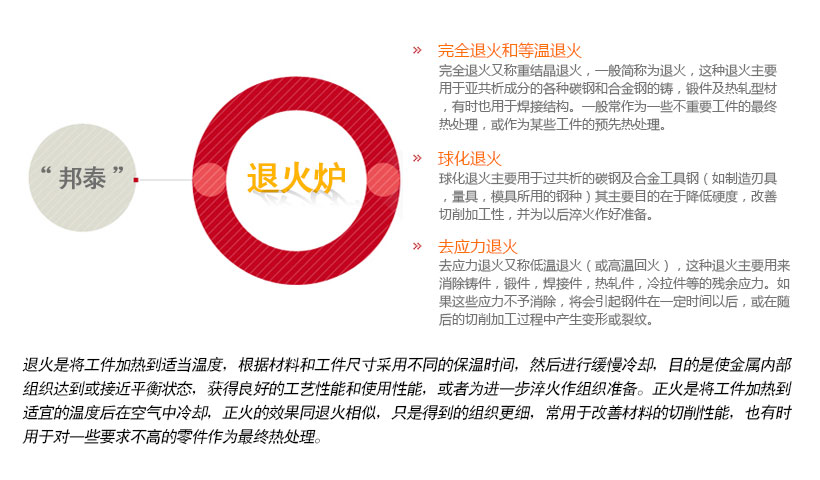 “邦泰”
退火炉
» 完全退火和等温退火
完全退火又称重结晶退火，一般简称为退火，这种退火主要
用于亚共析成分的各种碳钢和合金钢的铸，锻件及热轧型材
，有时也用于焊接结构。一般常作为一些不重要工件的最终
热处理，或作为某些工件的预先热处理。
» 球化退火
球化退火主要用于过共析的碳钢及合金工具钢（如制造刃具
，量具，模具所用的钢种）其主要目的在于降低硬度，改善
切削加工性，并为以后淬火作好准备。
» 去应力退火
去应力退火又称低温退火（或高温回火），这种退火主要用来
消除铸件，锻件，焊接件，热轧件，冷拉件等的残余应力。如
果这些应力不予消除，将会引起钢件在一定时间以后，或在随
后的切削加工过程中产生变形或裂纹。
退火是将工件加热到适当温度，根据材料和工件尺寸采用不同的保温时间，然后进行缓慢冷却，目的是使金属内部
组织达到或接近平衡状态，获得良好的工艺性能和使用性能，或者为进一步淬火作组织准备。正火是将工件加热到
适宜的温度后在空气中冷却，正火的效果同退火相似，只是得到的组织更细，常用于改善材料的切削性能，也有时
用于对一些要求不高的零件作为最终热处理。